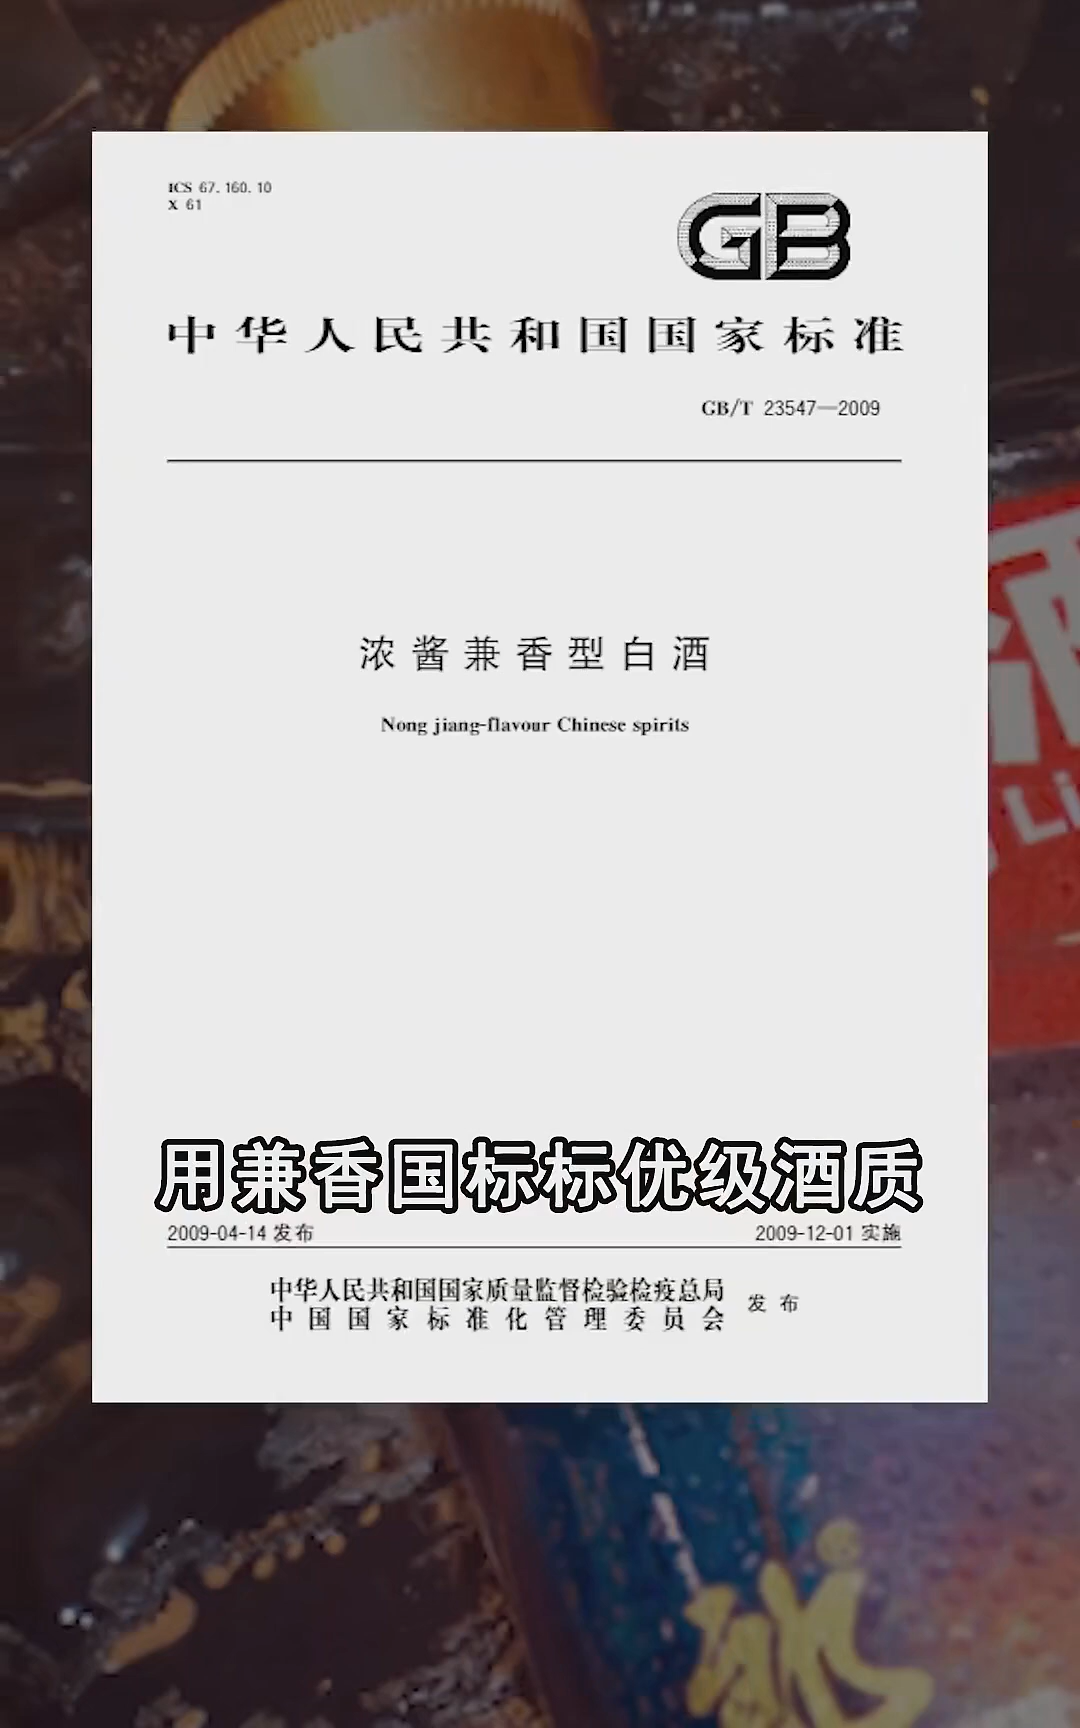 ICS 67.160.10
X 61
GB
中华人民共和国国家标准
GB/T 23547—2009
浓酱兼香型白酒
Nong jiang-flavour Chinese spirits
用兼香国标标优级酒质
2009-04-14 发布
2009-12-01 实施
中华人民共和国国家质量监督检验检疫总局
中国国家标准化管理委员会
发布